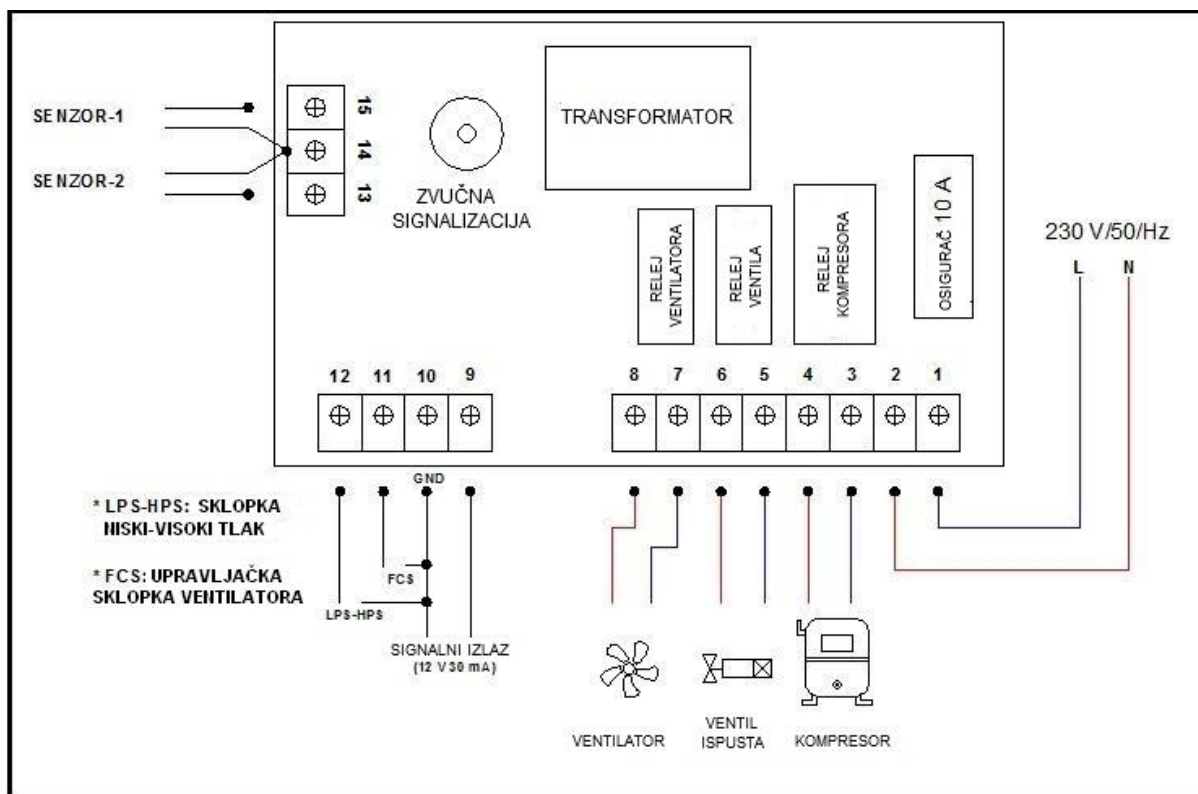 SENZOR-1
SENZOR-2
15
14
13
ZVUČNA
SIGNALIZACIJA
TRANSFORMATOR
RELEJ
VENTILATORA
RELEJ
VENTILA
RELEJ
KOMPRESORA
OSIGURAČ 10 A
230 V/50/Hz
L N
12 11 10 9
8 7 6 5 4 3 2 1
GND
* LPS-HPS: SKLOPKA
NISKI-VISOKI TLAK
* FCS: UPRAVLJAČKA
SKLOPKA VENTILATORA
FCS
LPS-HPS
SIGNALNI IZLAZ
(12 V 30 mA)
VENTILATOR
VENTIL
ISPUSTA
KOMPRESOR